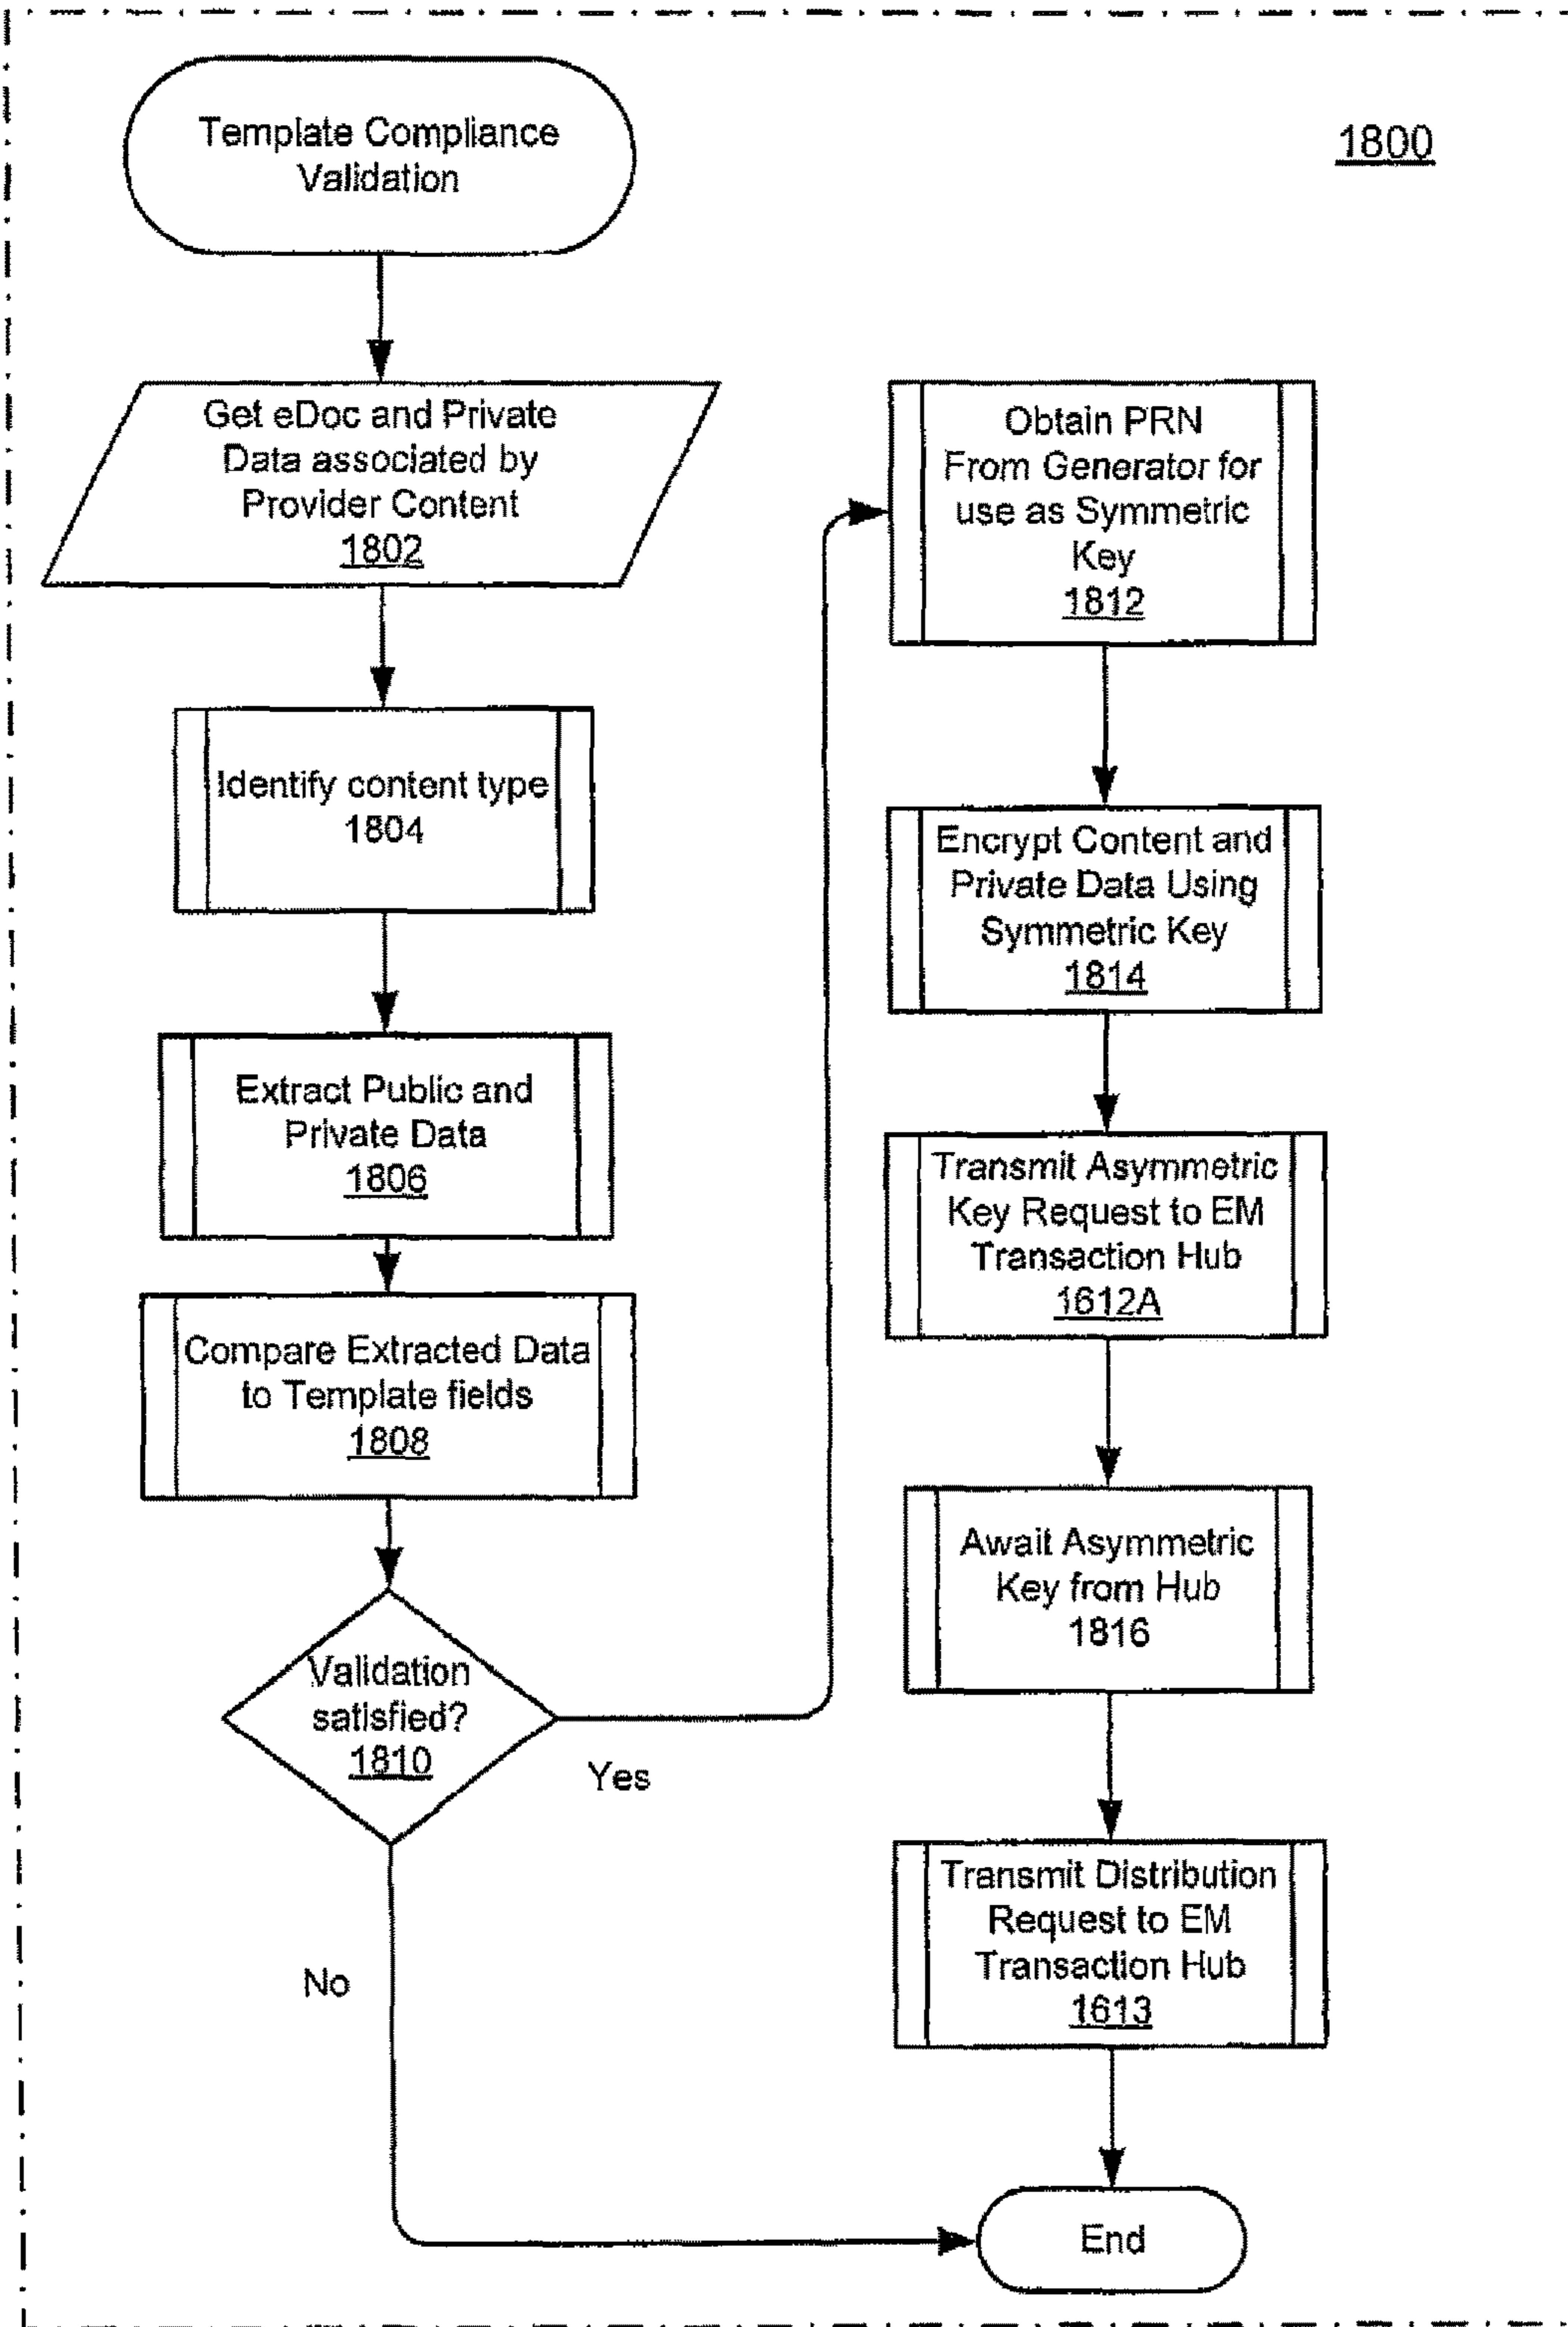 1800
Template Compliance
Validation
Get eDoc and Private
Data associated by
Provider Content
1802
Identify content type
1804
Extract Public and
Private Data
1806
Compare Extracted Data
to Template fields
1808
Validation
satisfied?
1810
Yes
No
Obtain PRN
From Generator for
use as Symmetric
Key
1812
Encrypt Content and
Private Data Using
Symmetric Key
1814
Transmit Asymmetric
Key Request to EM
Transaction Hub
1612A
Await Asymmetric
Key from Hub
1816
Transmit Distribution
Request to EM
Transaction Hub
1613
End